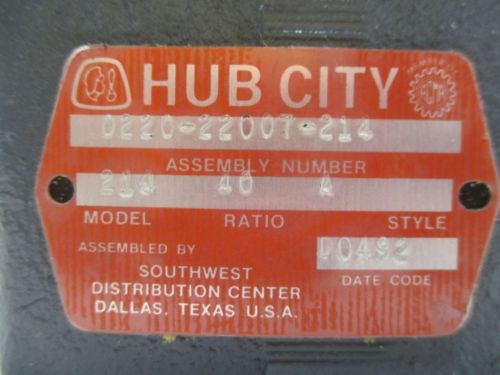 HUB CITY
0220-22007-214
ASSEMBLY NUMBER
214 40 A
MODEL RATIO STYLE
ASSEMBLED BY
SOUTHWEST
DISTRIBUTION CENTER
DALLAS, TEXAS U.S.A.
D0492
DATE CODE